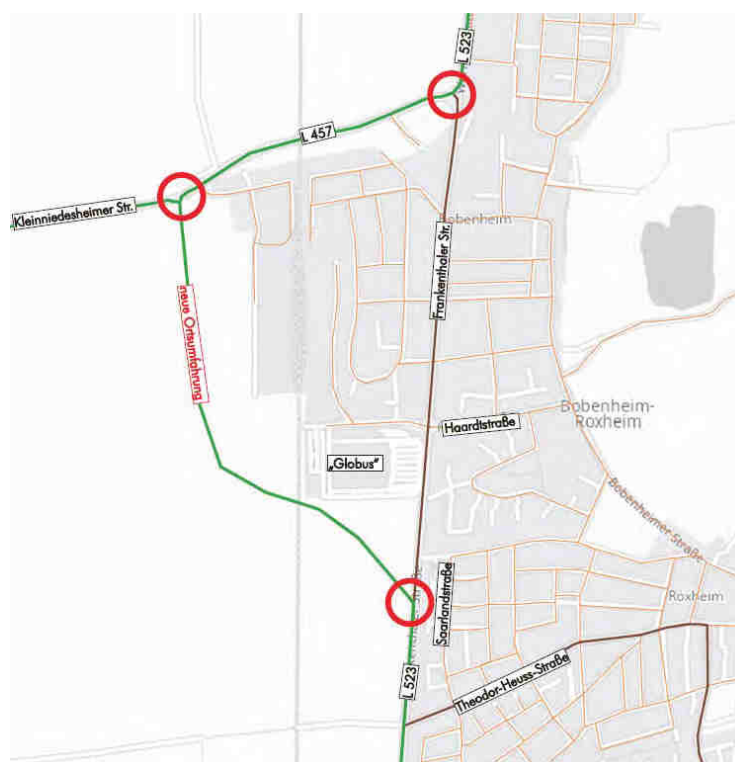 L 523
L 457
Kleinniedesheimer Str.
Bobenheim
Frankenthaler Str.
neue Ortsumfahrung
Bobenheim-
Roxheim
Haardtstraße
„Globus“
Bobenheimer Straße
Saarlandstraße
Roxheim
Theodor-Heuss-Straße
L 523